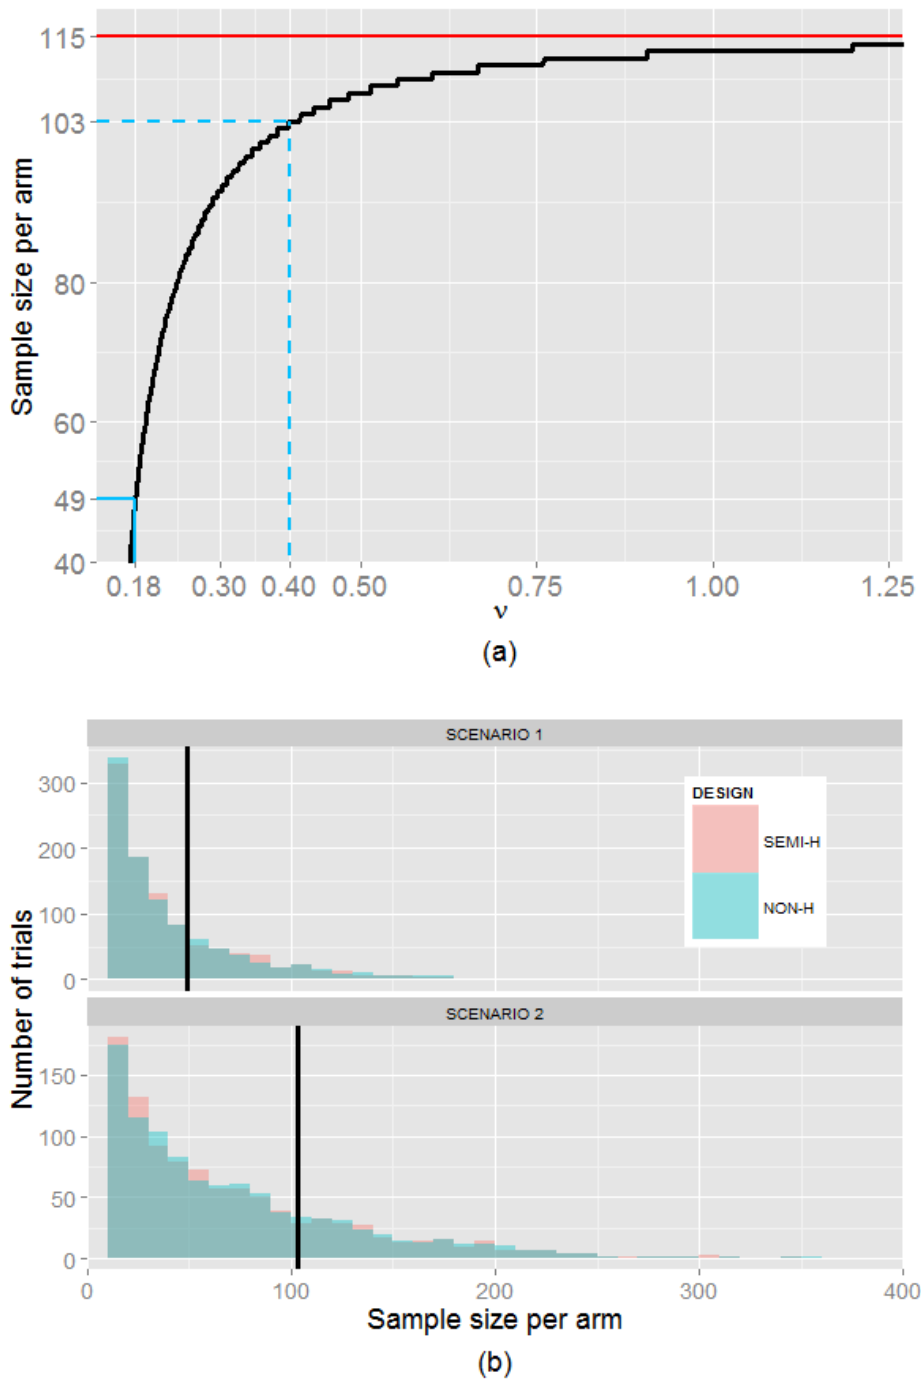 115
103
80
60
49
40
Sample size per arm
0.18 0.30 0.40 0.50 0.75 1.00 1.25
ν
(a)
SCENARIO 1
300
200
100
0
DESIGN
SEMI-H
NON-H
Number of trials
SCENARIO 2
150
100
50
0
0 100 200 300 400
Sample size per arm
(b)